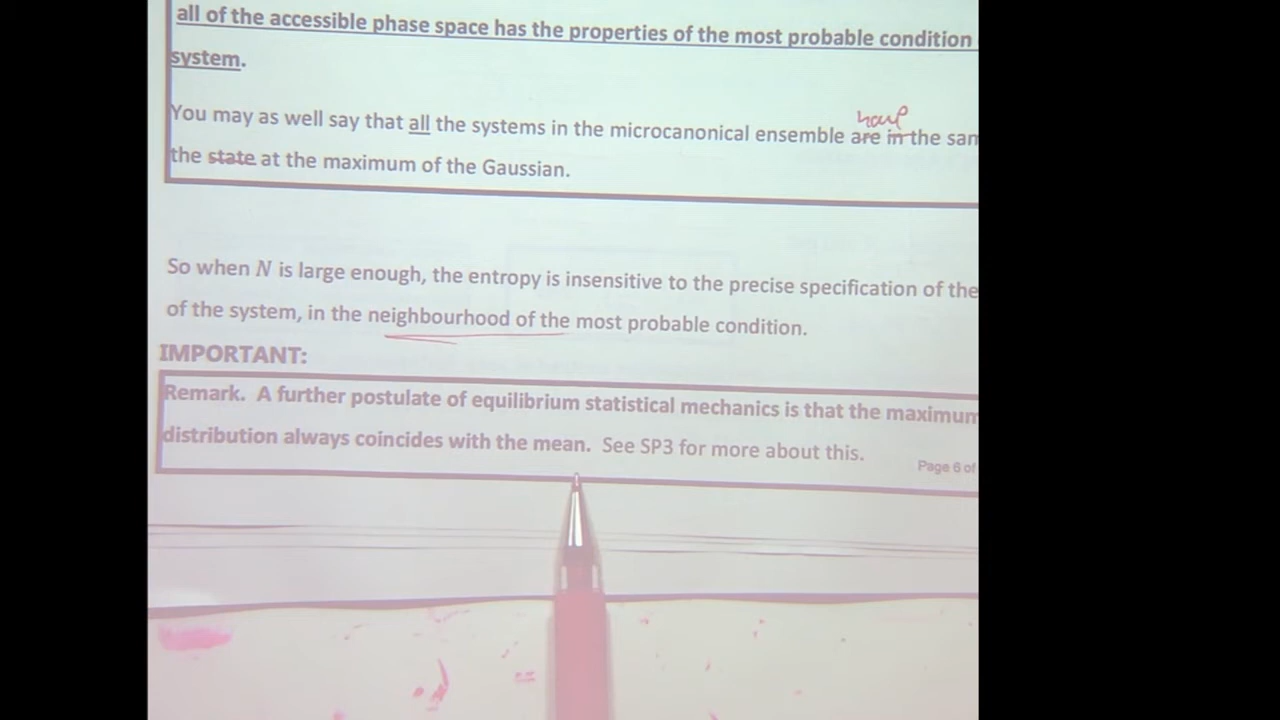 all of the accessible phase space has the properties of the most probable condition
system.
have
You may as well say that all the systems in the microcanonical ensemble are in the
the state at the maximum of the Gaussian.
So when N is large enough, the entropy is insensitive to the precise specification of the
of the system, in the neighbourhood of the most probable condition.
IMPORTANT:
Remark. A further postulate of equilibrium statistical mechanics is that the maximum
distribution always coincides with the mean. See SP3 for more about this.
Page 6 of